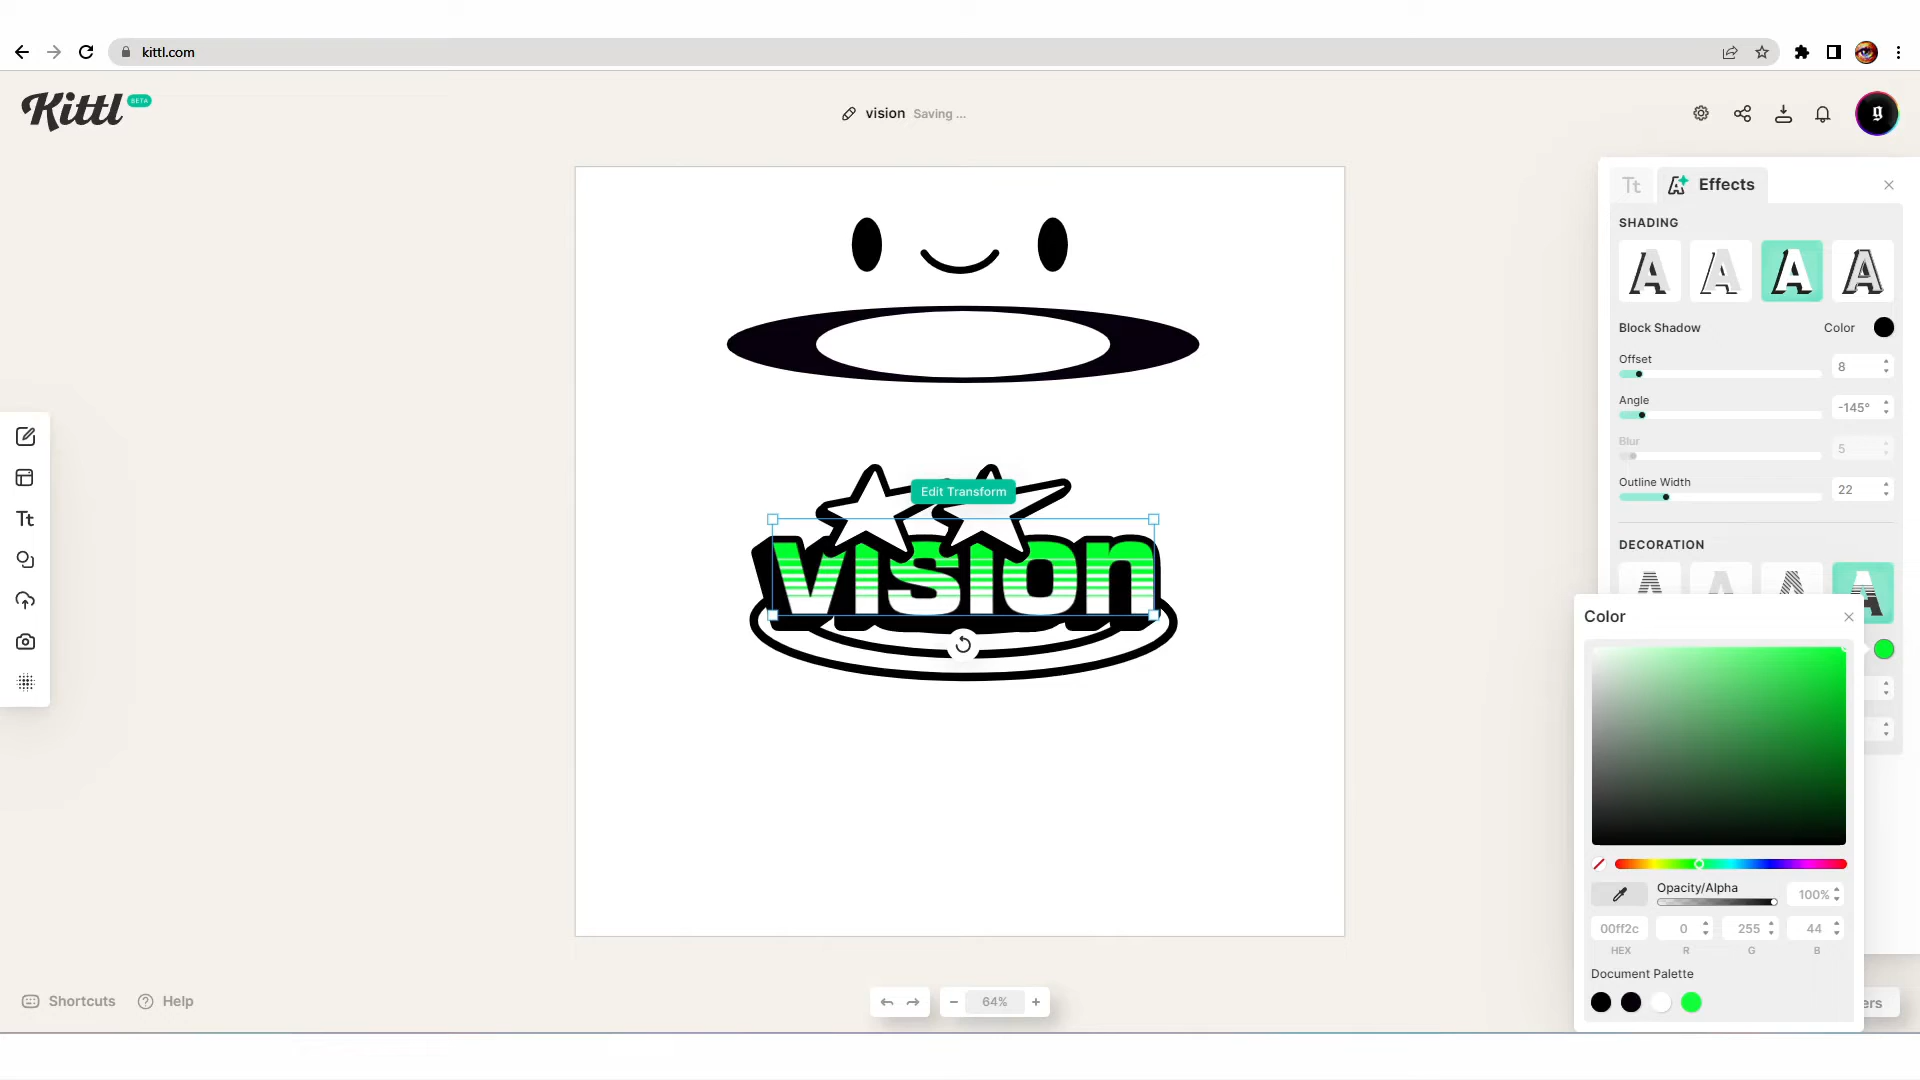 kittl.com
Kittl BETA
vision Saving ...
g
Tt Effects
SHADING
A A A A
Block Shadow Color
Offset
8
Angle
-145°
Blur
5
Outline Width
22
DECORATION
A A A A
Edit Transform
vision
Tt
Color
Opacity/Alpha
100%
00ff2c 0 255 44
HEX R G B
Document Palette
Shortcuts Help
64%
ers